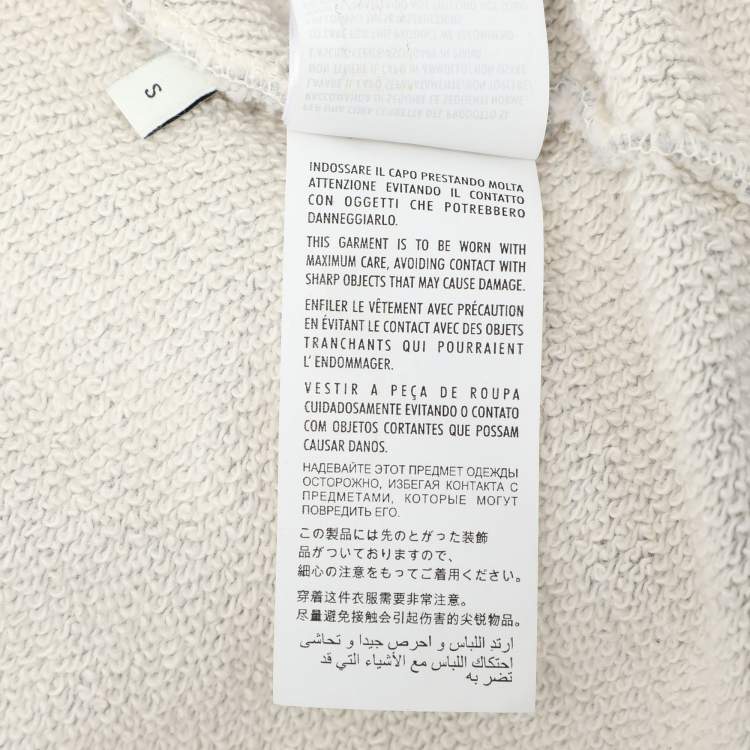 S
INDOSSARE IL CAPO PRESTANDO MOLTA
ATTENZIONE EVITANDO IL CONTATTO
CON OGGETTI CHE POTREBBERO
DANNEGGIARLO.
THIS GARMENT IS TO BE WORN WITH
MAXIMUM CARE, AVOIDING CONTACT WITH
SHARP OBJECTS THAT MAY CAUSE DAMAGE.
ENFILER LE VÊTEMENT AVEC PRÉCAUTION
EN ÉVITANT LE CONTACT AVEC DES OBJETS
TRANCHANTS QUI POURRAIENT
L'ENDOMMAGER.
VESTIR A PEÇA DE ROUPA
CUIDADOSAMENTE EVITANDO O CONTATO
COM OBJETOS CORTANTES QUE POSSAM
CAUSAR DANOS.
НАДЕВАЙТЕ ЭТОТ ПРЕДМЕТ ОДЕЖДЫ
ОСТОРОЖНО, ИЗБЕГАЯ КОНТАКТА С
ПРЕДМЕТАМИ, КОТОРЫЕ МОГУТ
ПОВРЕДИТЬ ЕГО.
この製品には先のとがった装飾
品がついておりますので、
細心の注意をもってご着用ください。
穿着这件衣服需要非常注意。
尽量避免接触会引起伤害的尖锐物品。
ارتدِ اللباس و احرص جيدا و تحاشى
احتكاك اللباس مع الأشياء التي قد
تضر به